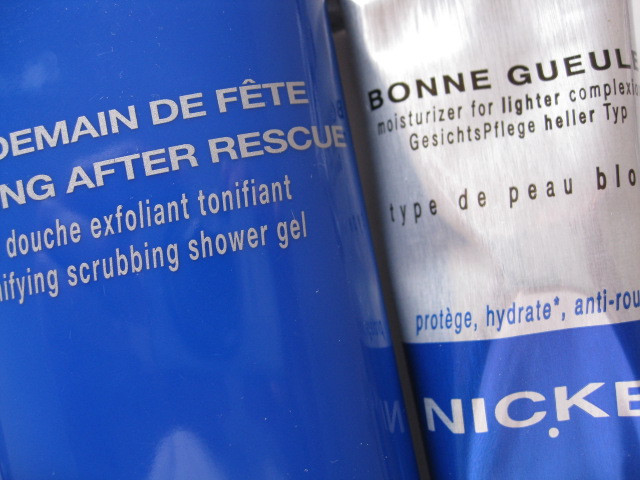 DEMAIN DE FÊTE
NG AFTER RESCUE
douche exfoliant tonifiant
nifying scrubbing shower gel
BONNE GUEULE
moisturizer for lighter complexio
GesichtsPflege heller Typ
type de peau blo
protège, hydrate*, anti-rou
NICKE